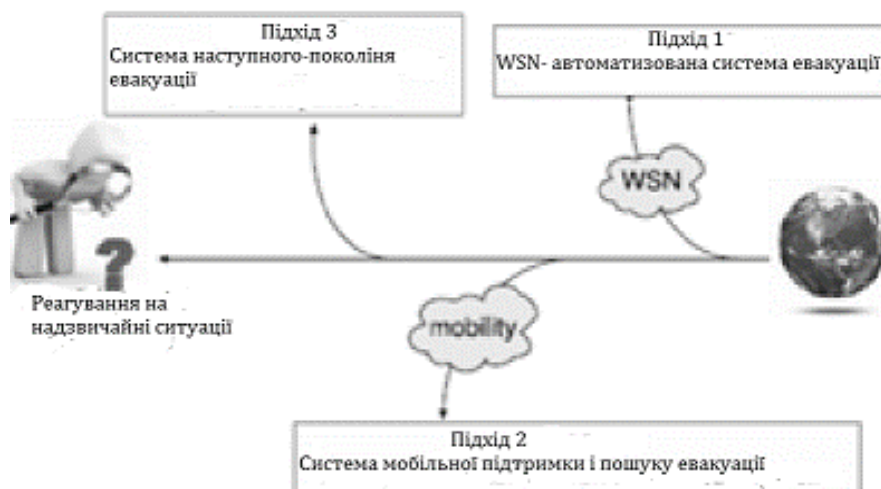 Підхід 3
Система наступного-поколіня
евакуації
Підхід 1
WSN- автоматизована система евакуації
WSN
mobility
Реагування на
надзвичайні ситуації
Підхід 2
Система мобільної підтримки і пошуку евакуації